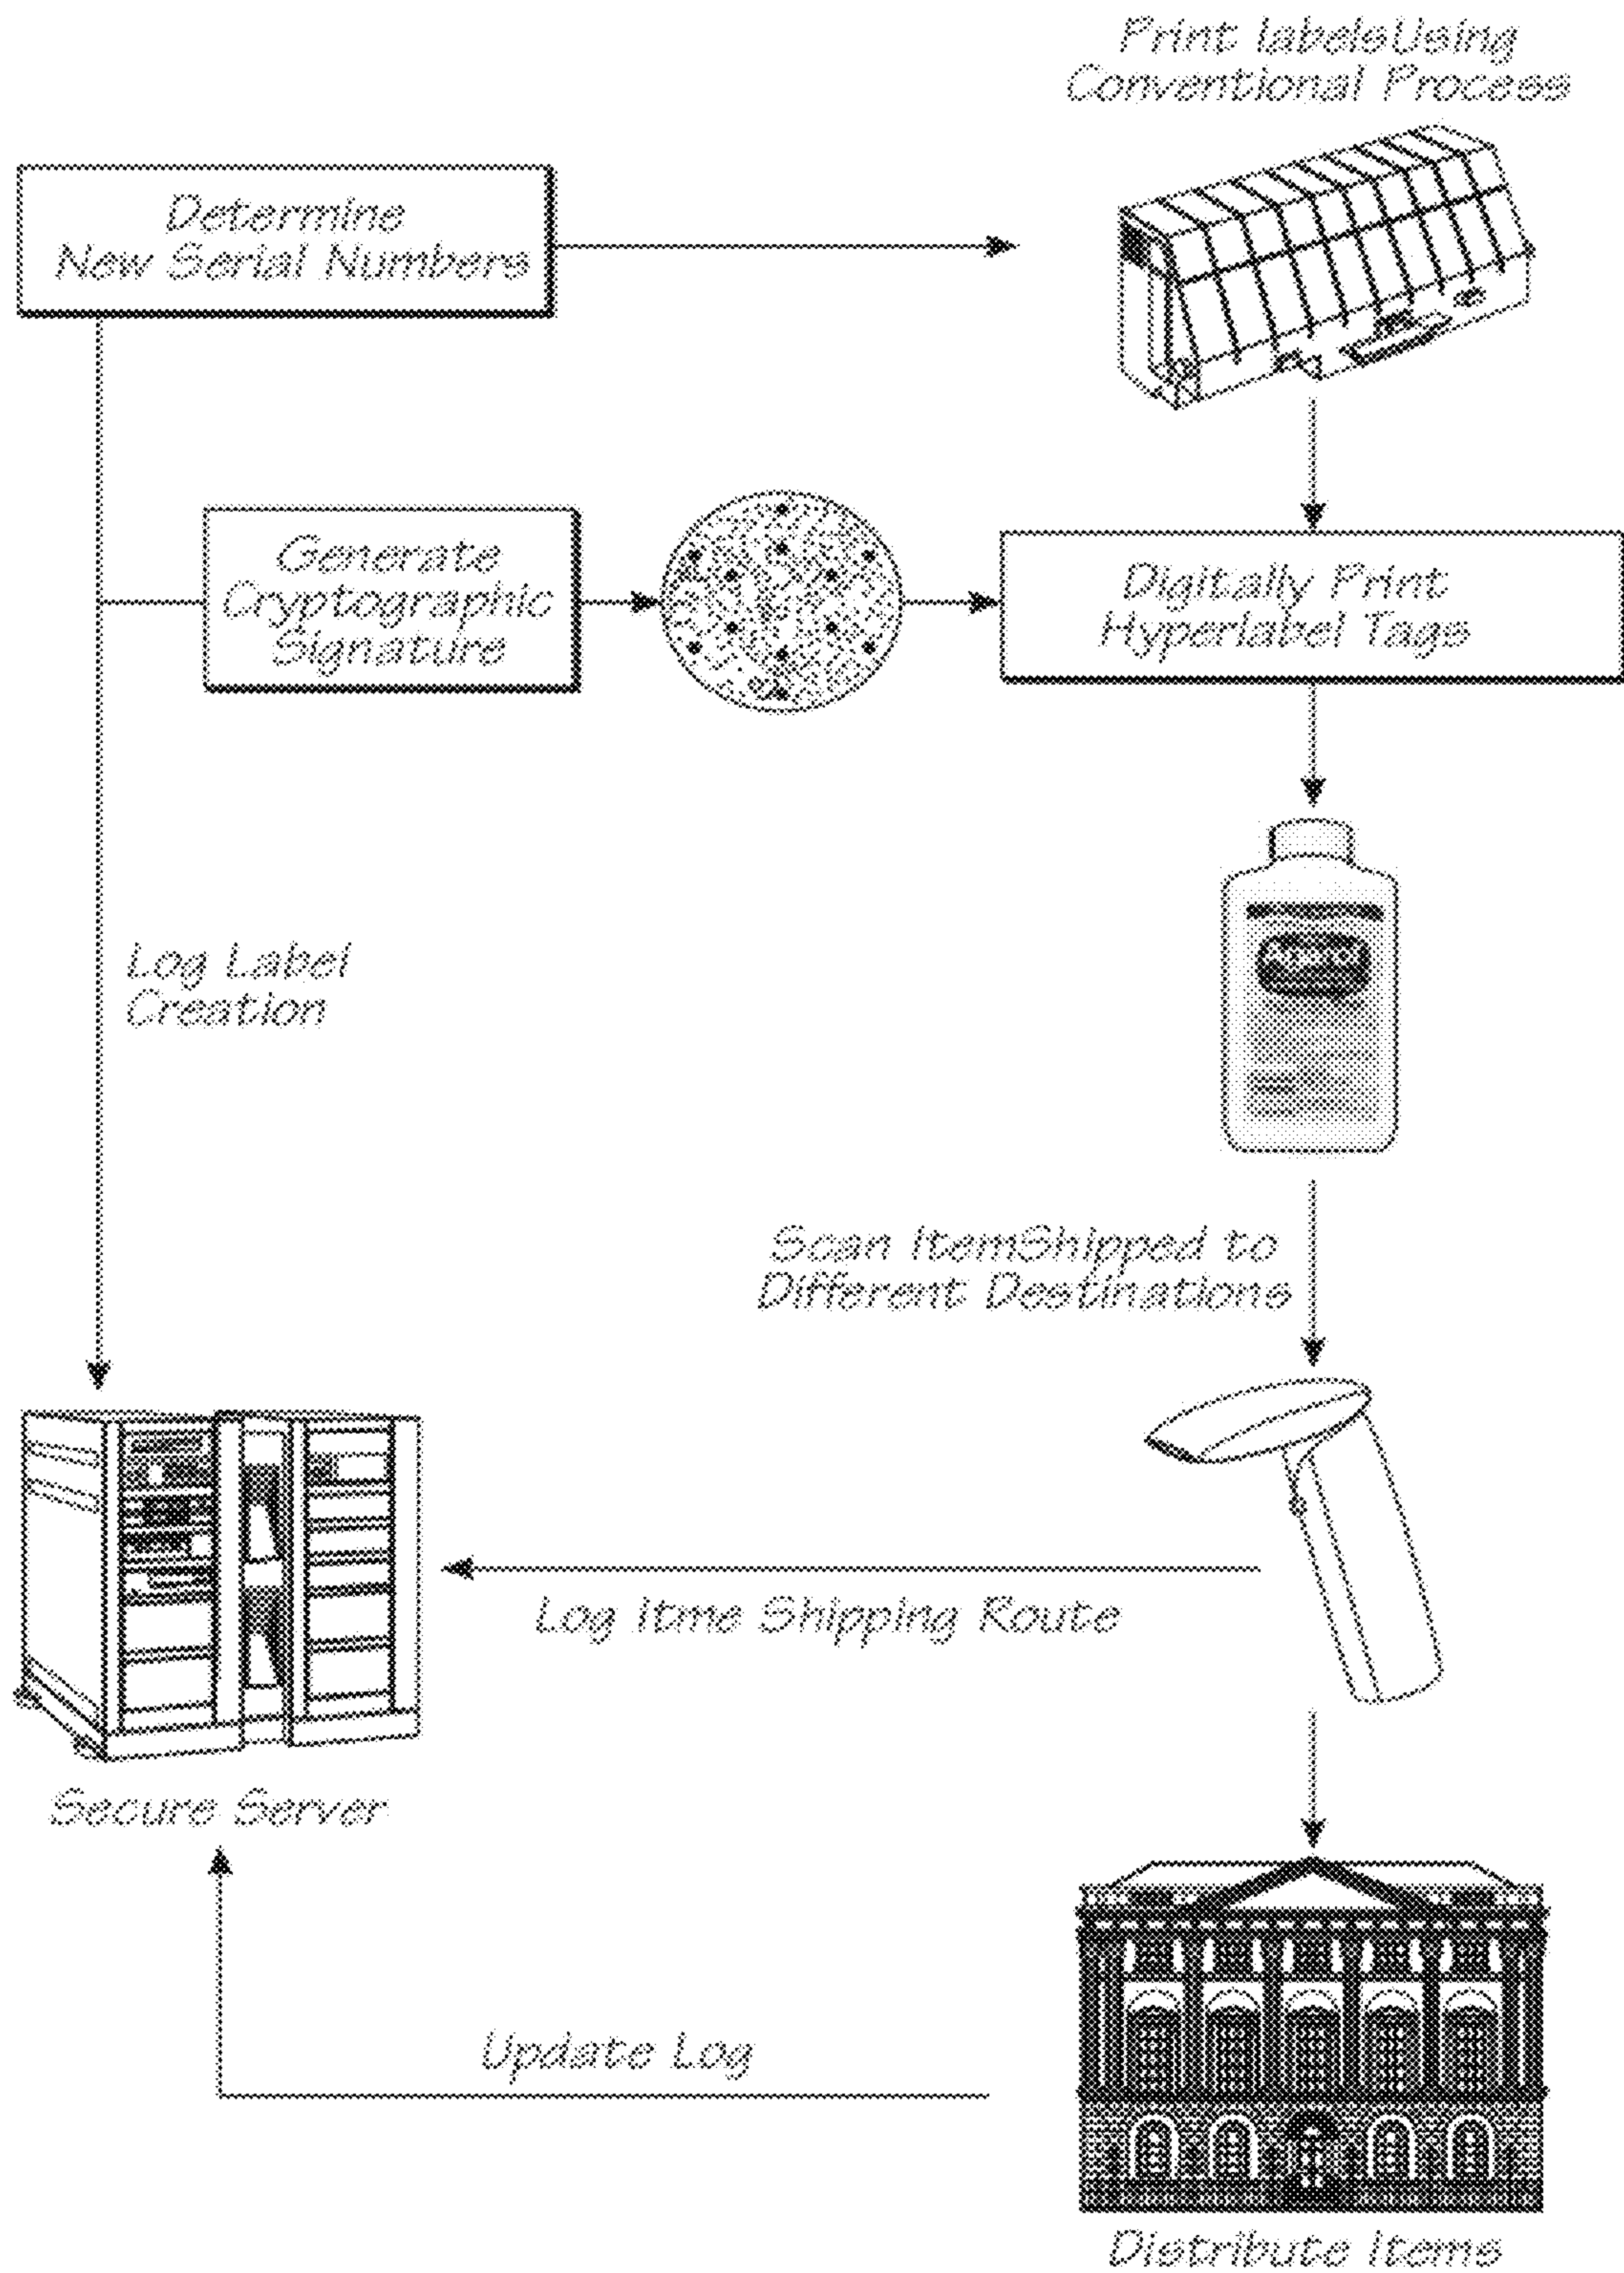 Print labelsUsing
Conventional Process
Determine
New Serial Numbers
Generate
Cryptographic
Signature
Digitally Print
Hyperlabel Tags
Log Label
Creation
Scan ItemShipped to
Different Destinations
Log Itme Shipping Route
Secure Server
Update Log
Distribute Items